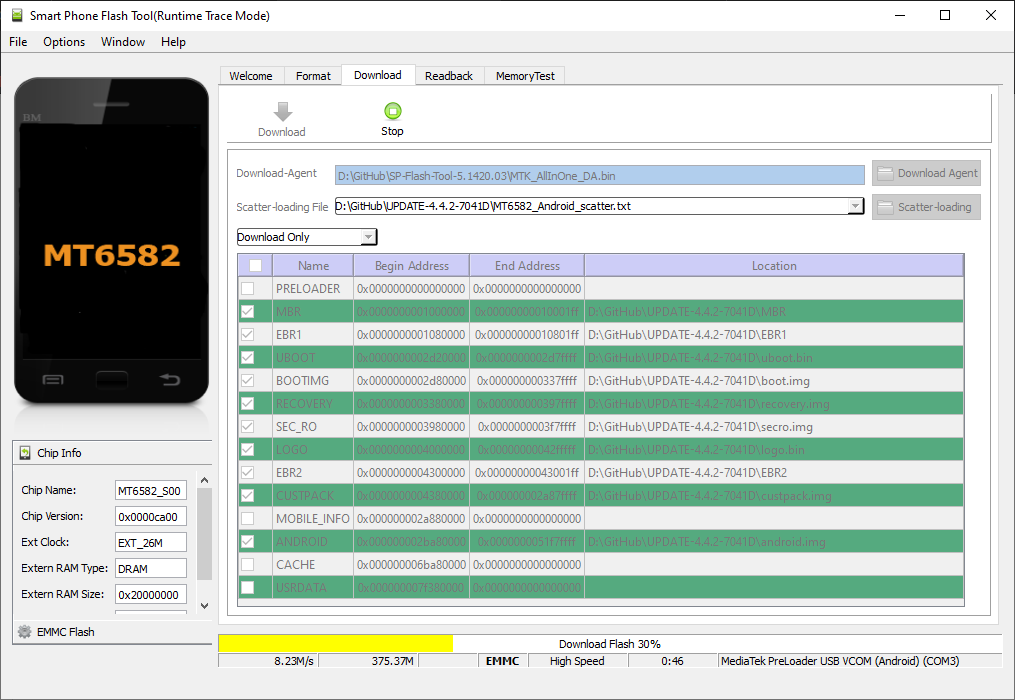 Smart Phone Flash Tool(Runtime Trace Mode)
File Options Window Help
Welcome Format Download Readback MemoryTest
Download Stop
BM
MT6582
Download-Agent D:\GitHub\SP-Flash-Tool-5.1420.03\MTK_AllInOne_DA.bin Download Agent
Scatter-loading File D:\GitHub\UPDATE-4.4.2-7041D\MT6582_Android_scatter.txt Scatter-loading
Download Only
Name Begin Address End Address Location
PRELOADER 0x0000000000000000 0x0000000000000000
MBR 0x0000000001000000 0x00000000010001ff D:\GitHub\UPDATE-4.4.2-7041D\MBR
EBR1 0x0000000001080000 0x00000000010801ff D:\GitHub\UPDATE-4.4.2-7041D\EBR1
UBOOT 0x0000000002d20000 0x0000000002d7ffff D:\GitHub\UPDATE-4.4.2-7041D\uboot.bin
BOOTIMG 0x0000000002d80000 0x000000000337ffff D:\GitHub\UPDATE-4.4.2-7041D\boot.img
RECOVERY 0x0000000003380000 0x000000000397ffff D:\GitHub\UPDATE-4.4.2-7041D\recovery.img
SEC_RO 0x0000000003980000 0x0000000003f7ffff D:\GitHub\UPDATE-4.4.2-7041D\secro.img
LOGO 0x0000000004000000 0x00000000042fffff D:\GitHub\UPDATE-4.4.2-7041D\logo.bin
EBR2 0x0000000004300000 0x00000000043001ff D:\GitHub\UPDATE-4.4.2-7041D\EBR2
CUSTPACK 0x0000000004380000 0x000000002a87ffff D:\GitHub\UPDATE-4.4.2-7041D\custpack.img
MOBILE_INFO 0x000000002a880000 0x0000000000000000
ANDROID 0x000000002ba80000 0x0000000051f7ffff D:\GitHub\UPDATE-4.4.2-7041D\android.img
CACHE 0x000000006ba80000 0x0000000000000000
USRDATA 0x000000007f380000 0x0000000000000000
Chip Info
Chip Name: MT6582_S00
Chip Version: 0x0000ca00
Ext Clock: EXT_26M
Extern RAM Type: DRAM
Extern RAM Size: 0x20000000
EMMC Flash
Download Flash 30%
8.23M/s 375.37M EMMC High Speed 0:46 MediaTek PreLoader USB VCOM (Android) (COM3)